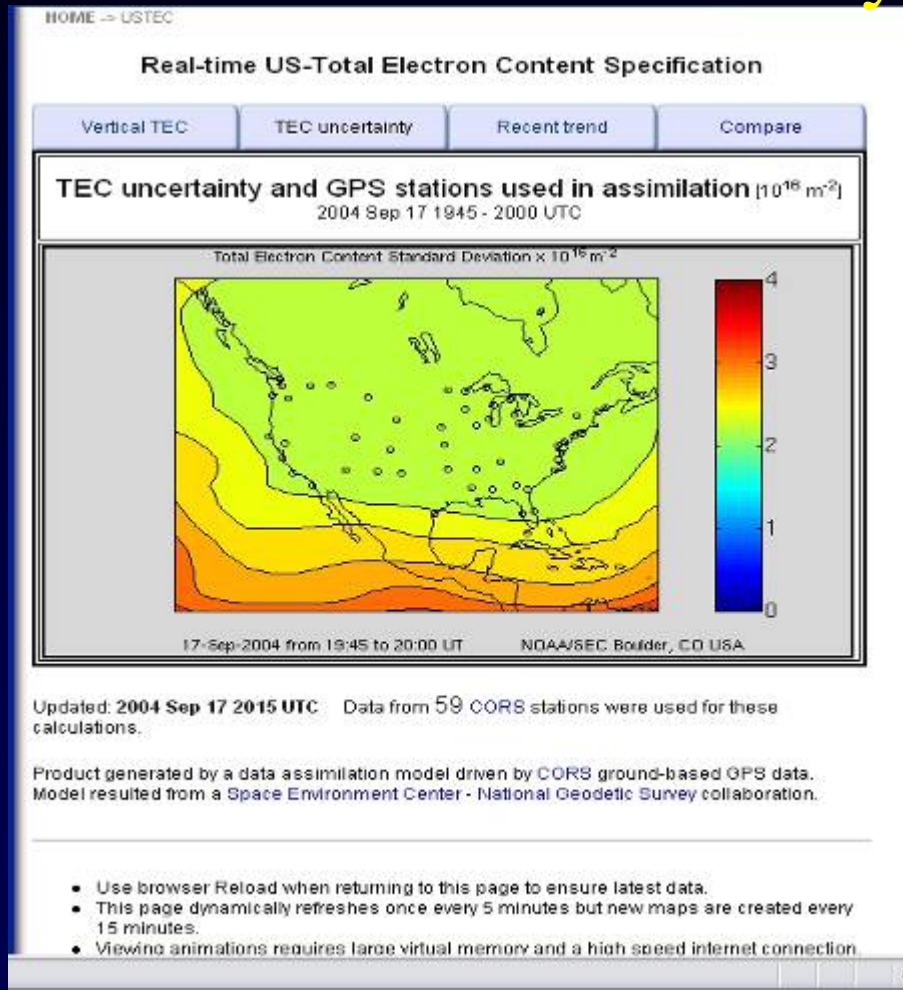 HOME -> USTEC
Real-time US-Total Electron Content Specification
Vertical TEC TEC uncertainty Recent trend Compare
TEC uncertainty and GPS stations used in assimilation [10¹⁶ m⁻²]
2004 Sep 17 1945 - 2000 UTC
Total Electron Content Standard Deviation x 10¹⁶ m⁻²
4
3
2
1
0
17-Sep-2004 from 19:45 to 20:00 UT NOAA/SEC Boulder, CO USA
Updated: 2004 Sep 17 2015 UTC Data from 59 CORS stations were used for these
calculations.
Product generated by a data assimilation model driven by CORS ground-based GPS data.
Model resulted from a Space Environment Center - National Geodetic Survey collaboration.
• Use browser Reload when returning to this page to ensure latest data.
• This page dynamically refreshes once every 5 minutes but new maps are created every
15 minutes.
• Viewing animations requires large virtual memory and a high speed internet connection.